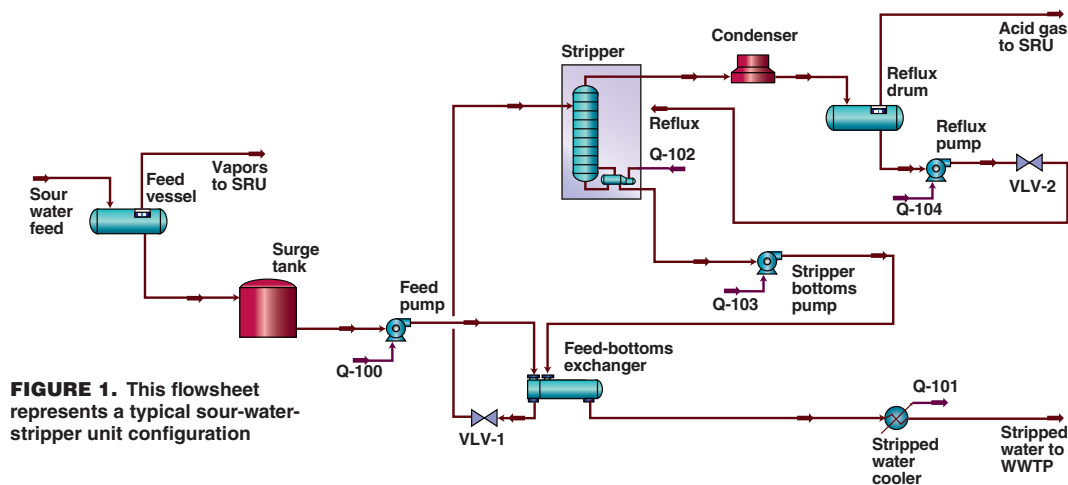 Sour
water
feed
Feed
vessel
Vapors
to SRU
Surge
tank
Feed
pump
Q-100
Stripper
Reflux
Q-102
Condenser
Reflux
drum
Acid gas
to SRU
Reflux
pump
VLV-2
Q-104
Q-103
Stripper
bottoms
pump
Feed-bottoms
exchanger
VLV-1
Q-101
Stripped
water
cooler
Stripped
water to
WWTP
FIGURE 1. This flowsheet
represents a typical sour-water-
stripper unit configuration